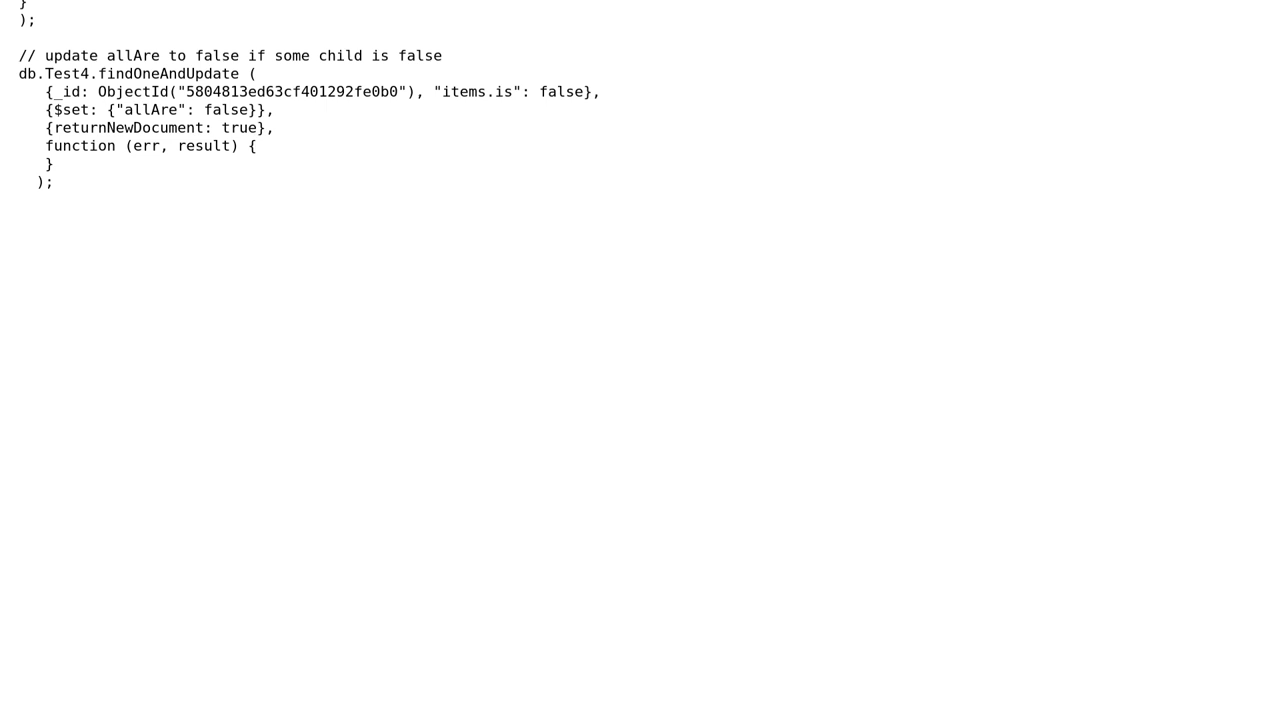 }
);

// update allAre to false if some child is false
db.Test4.findOneAndUpdate (
   {_id: ObjectId("5804813ed63cf401292fe0b0"), "items.is": false},
   {$set: {"allAre": false}},
   {returnNewDocument: true},
   function (err, result) {
   }
  );